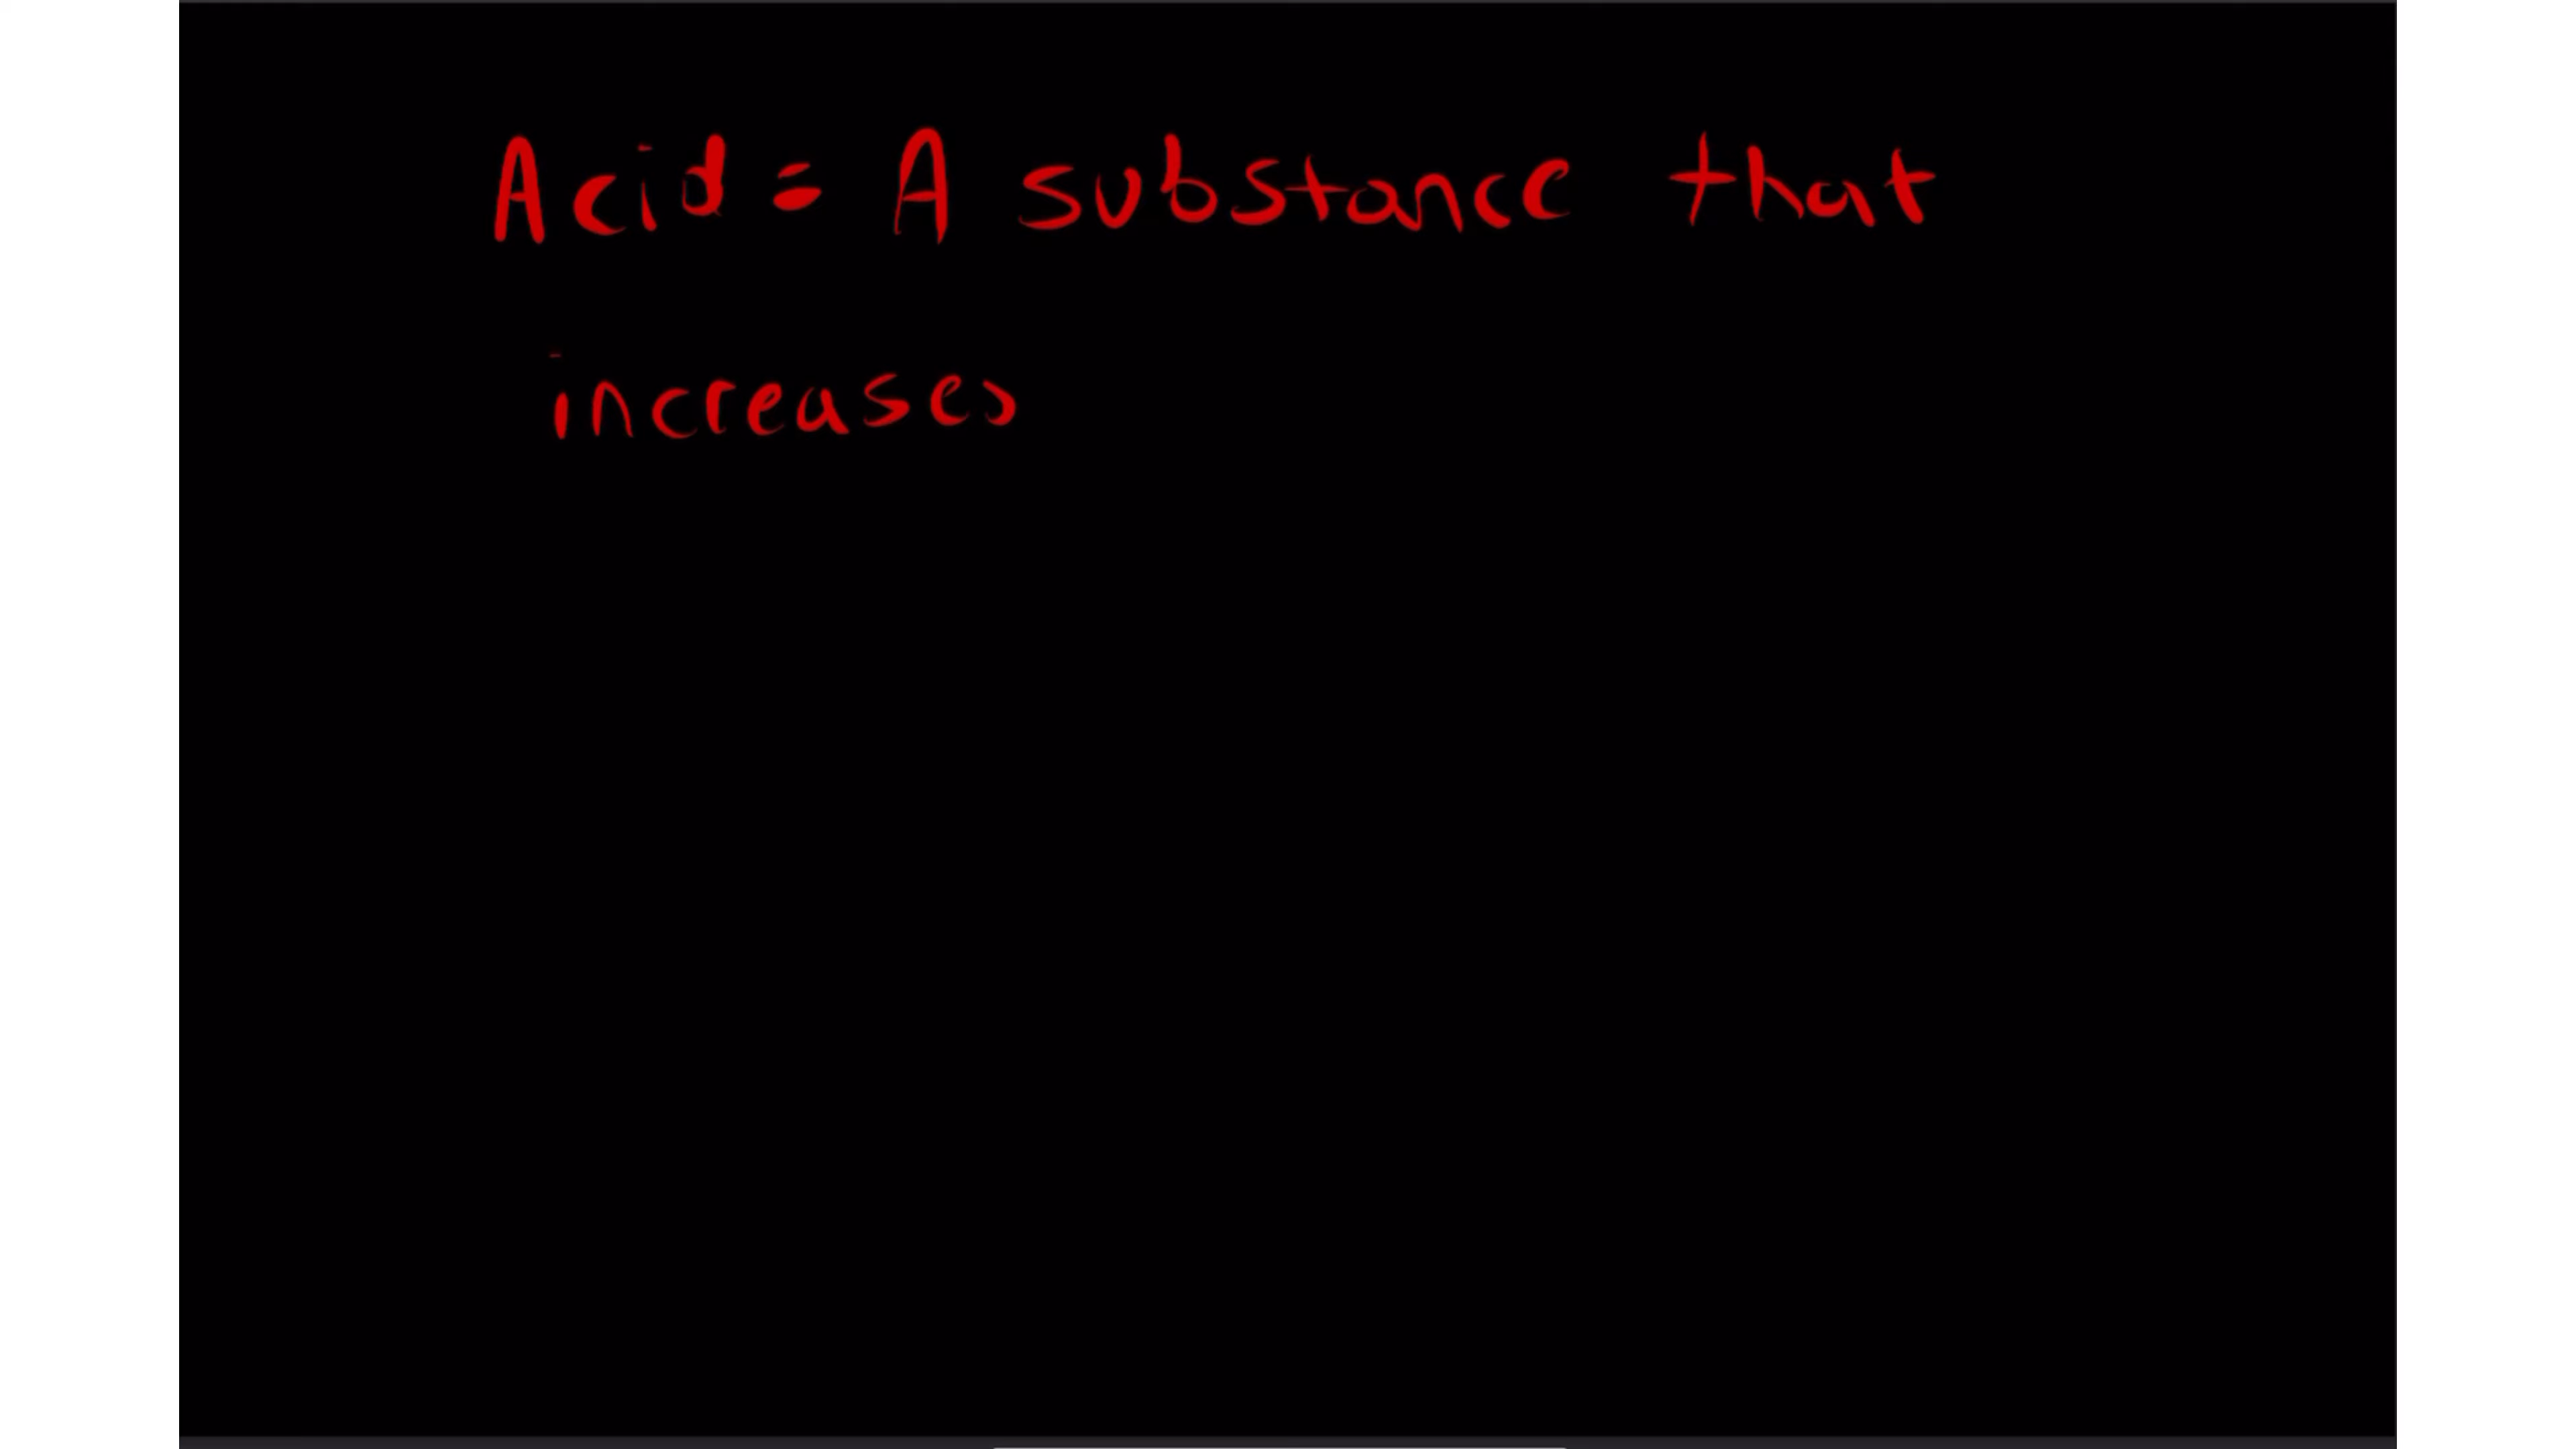 Acid = A substance that
increases